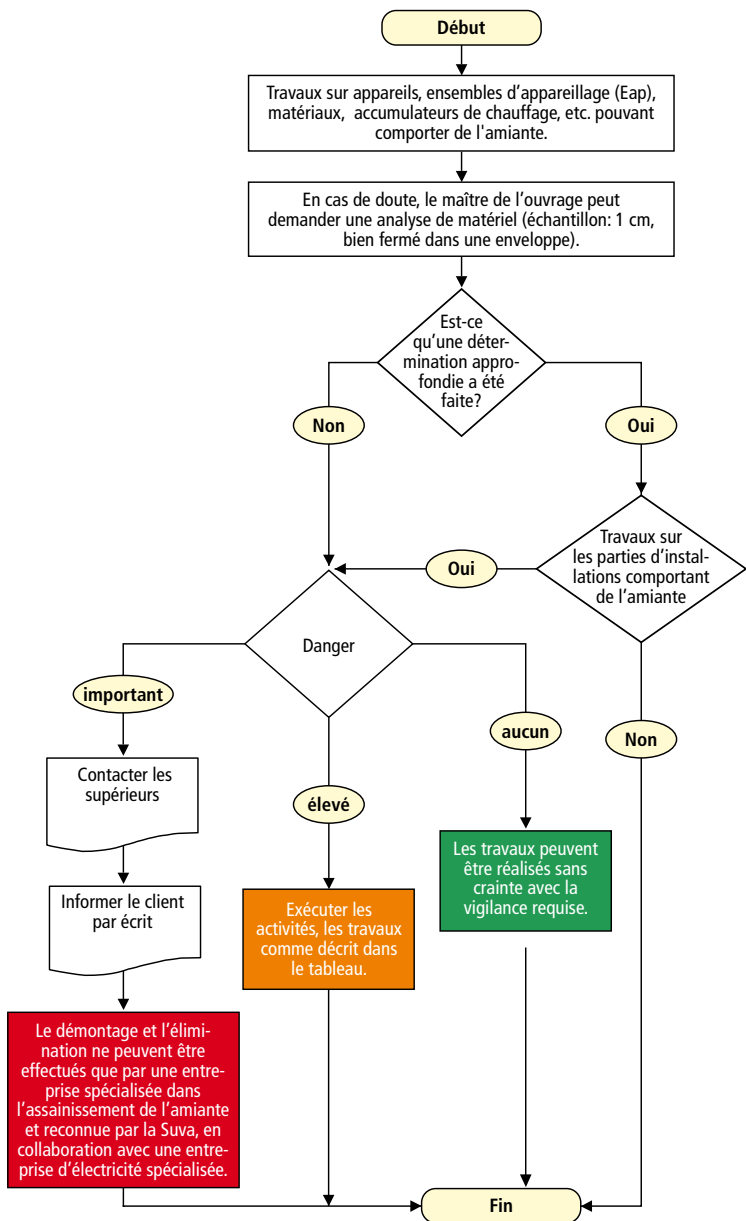 Début
Travaux sur appareils, ensembles d’appareillage (Eap),
matériaux, accumulateurs de chauffage, etc. pouvant
comporter de l'amiante.
En cas de doute, le maître de l’ouvrage peut
demander une analyse de matériel (échantillon: 1 cm,
bien fermé dans une enveloppe).
Est-ce
qu’une déter-
mination appro-
fondie a été
faite?
Non
Oui
Travaux sur
les parties d’instal-
lations comportant
de l’amiante
Oui
Non
Danger
important
élevé
aucun
Contacter les
supérieurs
Informer le client
par écrit
Le démontage et l’élimi-
nation ne peuvent être
effectués que par une entre-
prise spécialisée dans
l’assainissement de l’amiante
et reconnue par la Suva, en
collaboration avec une entre-
prise d’électricité spécialisée.
Exécuter les
activités, les travaux
comme décrit dans
le tableau.
Les travaux peuvent
être réalisés sans
crainte avec la
vigilance requise.
Fin